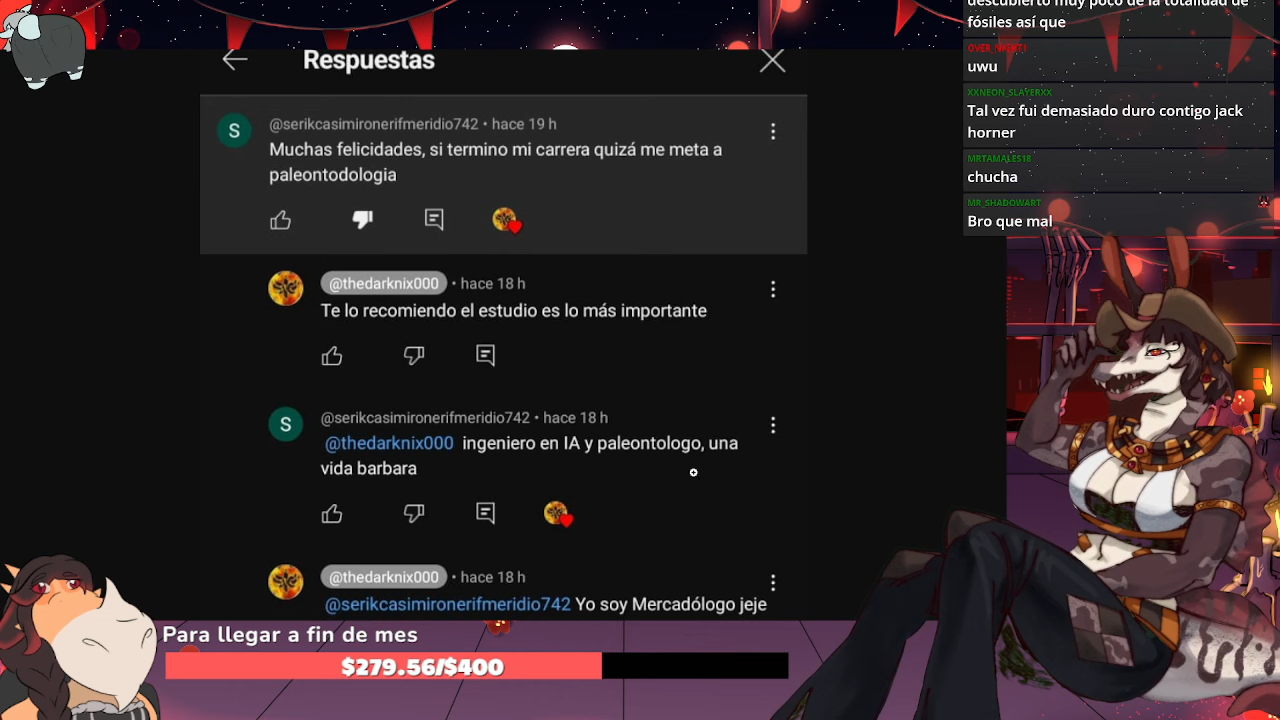 Respuestas
@serikcasimironerifmeridio742 • hace 19 h
Muchas felicidades, si termino mi carrera quizá me meta a
paleontodologia
@thedarknix000 • hace 18 h
Te lo recomiendo el estudio es lo más importante
@serikcasimironerifmeridio742 • hace 18 h
@thedarknix000 ingeniero en IA y paleontologo, una
vida barbara
@thedarknix000 • hace 18 h
@serikcasimironerifmeridio742 Yo soy Mercadólogo jeje
S
S
descubierto muy poco de la totalidad de
fósiles así que
uwu
XXNEON_SLAYERXX
Tal vez fui demasiado duro contigo jack
horner
MRTAMALES18
chucha
MR_SHADOWART
Bro que mal
Para llegar a fin de mes
$279.56/$400